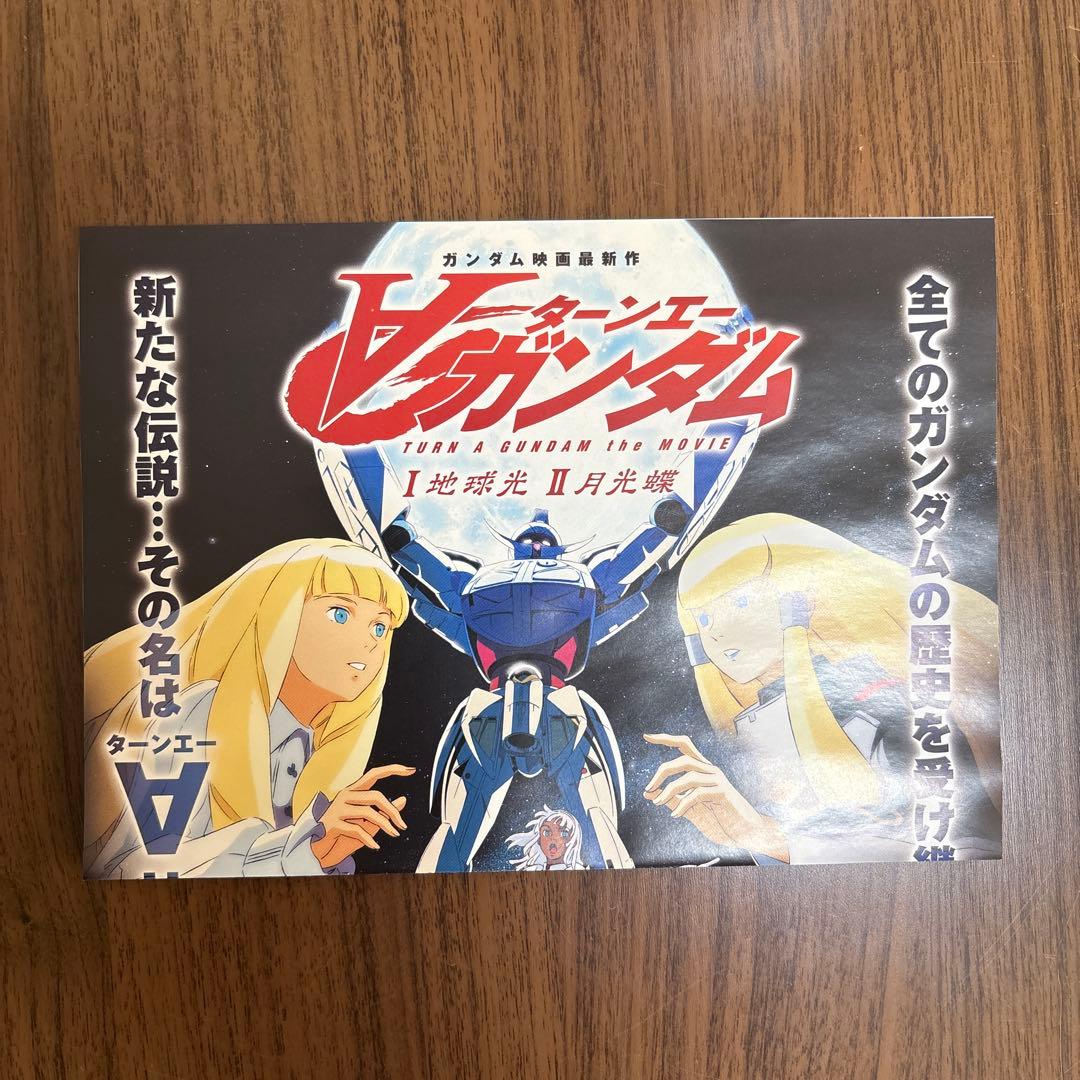 ガンダム映画最新作
∀ガンダム
ターンエー
TURN A GUNDAM the MOVIE
I 地球光 II 月光蝶
全てのガンダムの歴史を受け継
新たな伝説…その名は
ターンエー
∀